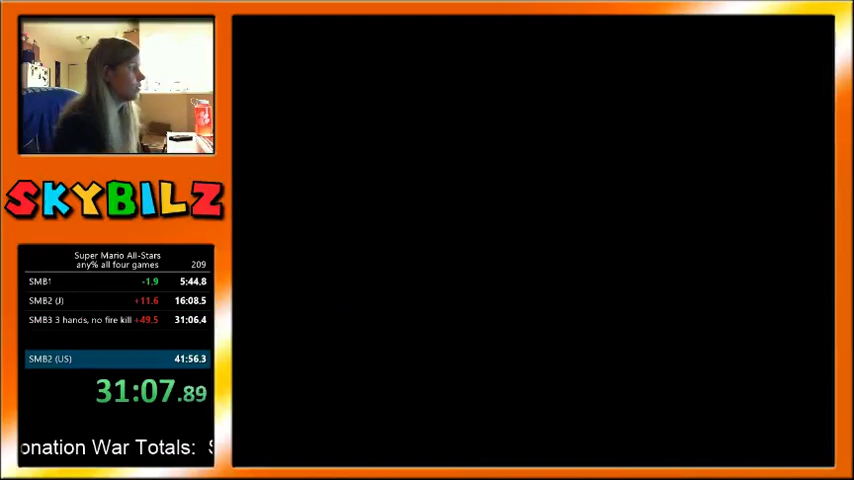 SKYBILZ
Super Mario All-Stars
any% all four games 209
SMB1 -1.9 5:44.8
SMB2 (J) +11.6 16:08.5
SMB3 3 hands, no fire kill +49.5 31:06.4
SMB2 (US) 41:56.3
31:07.89
onation War Totals: